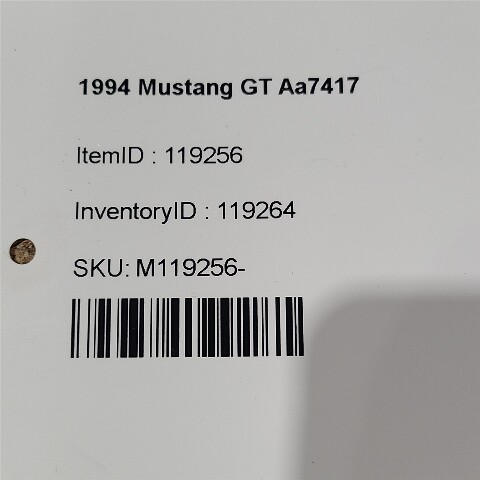 1994 Mustang GT Aa7417
ItemID : 119256
InventoryID : 119264
SKU: M119256-